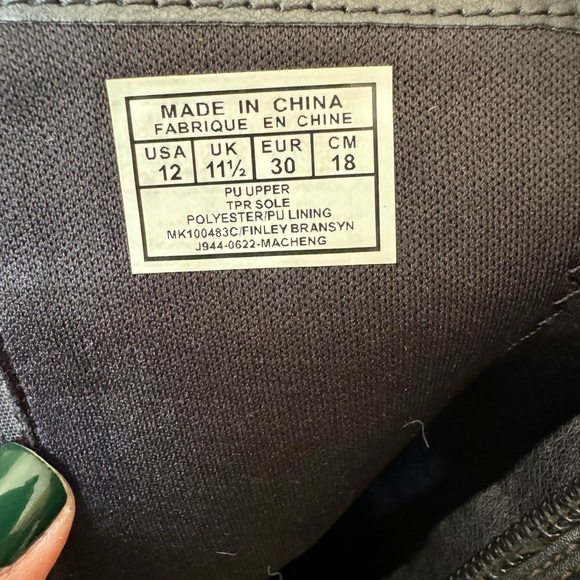 MADE IN CHINA
FABRIQUE EN CHINE
USA UK EUR CM
12 11½ 30 18
PU UPPER
TPR SOLE
POLYESTER/PU LINING
MK100483C/FINLEY BRANSYN
J944-0622-MACHENG